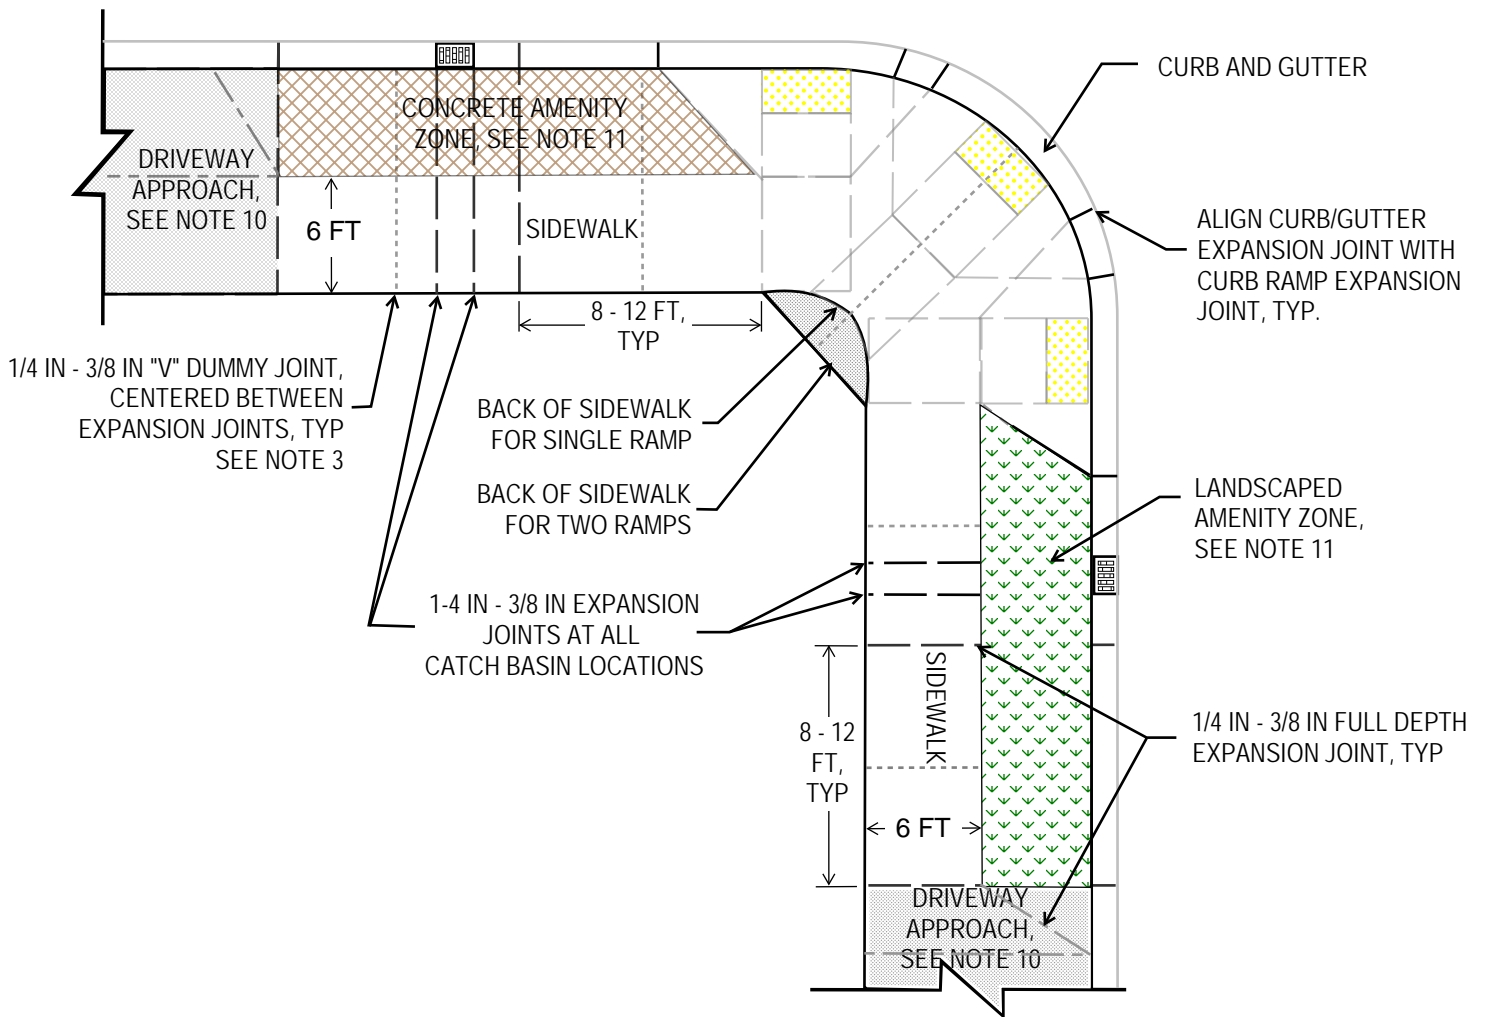 CONCRETE AMENITY
ZONE, SEE NOTE 11
DRIVEWAY
APPROACH,
SEE NOTE 10
6 FT
SIDEWALK
8 - 12 FT,
TYP
CURB AND GUTTER
ALIGN CURB/GUTTER
EXPANSION JOINT WITH
CURB RAMP EXPANSION
JOINT, TYP.
1/4 IN - 3/8 IN "V" DUMMY JOINT,
CENTERED BETWEEN
EXPANSION JOINTS, TYP
SEE NOTE 3
BACK OF SIDEWALK
FOR SINGLE RAMP
BACK OF SIDEWALK
FOR TWO RAMPS
LANDSCAPED
AMENITY ZONE,
SEE NOTE 11
1-4 IN - 3/8 IN EXPANSION
JOINTS AT ALL
CATCH BASIN LOCATIONS
SIDEWALK
8 - 12
FT,
TYP
1/4 IN - 3/8 IN FULL DEPTH
EXPANSION JOINT, TYP
6 FT
DRIVEWAY
APPROACH,
SEE NOTE 10